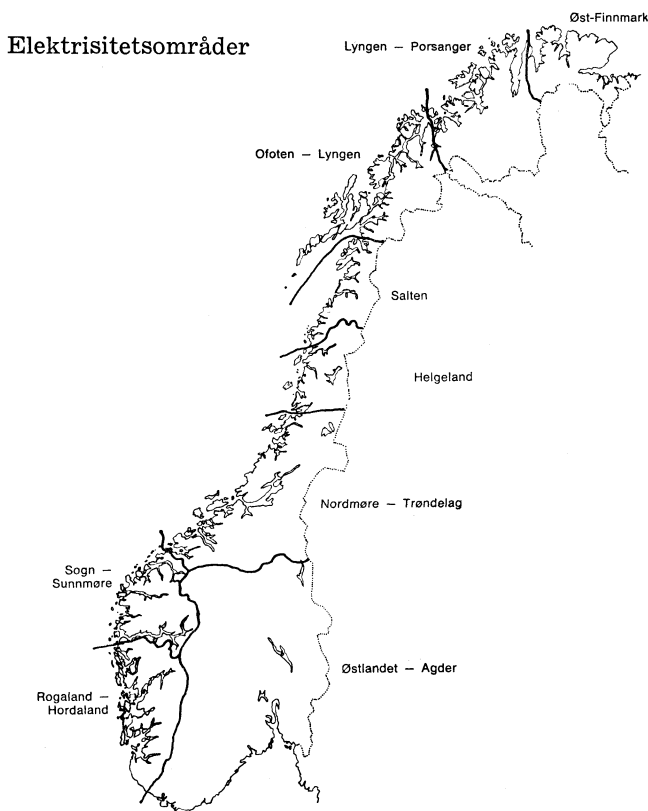 Elektrisitetsområder
Øst-Finnmark
Lyngen – Porsanger
Ofoten – Lyngen
Salten
Helgeland
Nordmøre – Trøndelag
Sogn –
Sunnmøre
Østlandet – Agder
Rogaland –
Hordaland